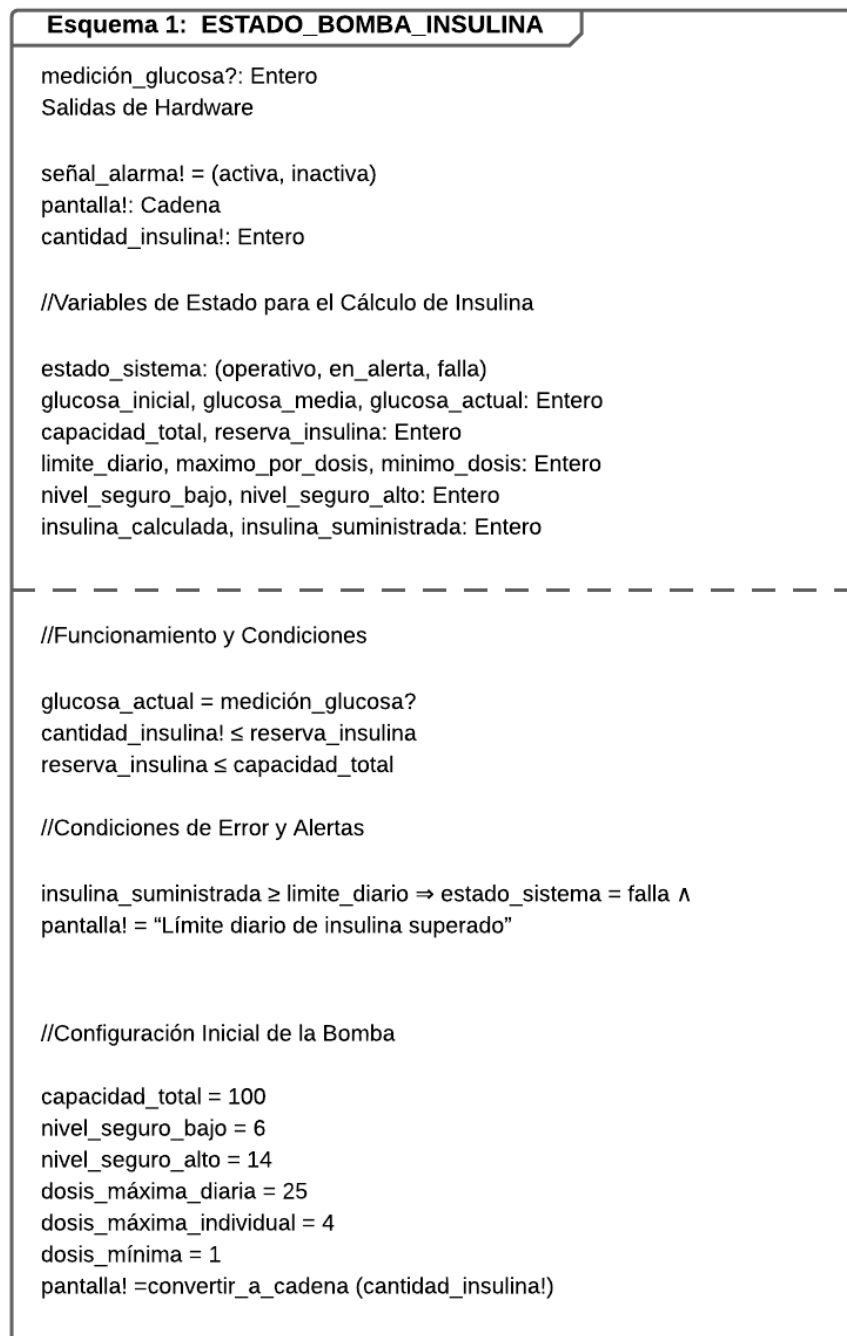 Esquema 1: ESTADO_BOMBA_INSULINA
medición_glucosa?: Entero
Salidas de Hardware
señal_alarma! = (activa, inactiva)
pantalla!: Cadena
cantidad_insulina!: Entero
//Variables de Estado para el Cálculo de Insulina
estado_sistema: (operativo, en_alerta, falla)
glucosa_inicial, glucosa_media, glucosa_actual: Entero
capacidad_total, reserva_insulina: Entero
limite_diario, maximo_por_dosis, minimo_dosis: Entero
nivel_seguro_bajo, nivel_seguro_alto: Entero
insulina_calculada, insulina_suministrada: Entero
//Funcionamiento y Condiciones
glucosa_actual = medición_glucosa?
cantidad_insulina! ≤ reserva_insulina
reserva_insulina ≤ capacidad_total
//Condiciones de Error y Alertas
insulina_suministrada ≥ limite_diario ⇒ estado_sistema = falla ∧
pantalla! = “Límite diario de insulina superado”
//Configuración Inicial de la Bomba
capacidad_total = 100
nivel_seguro_bajo = 6
nivel_seguro_alto = 14
dosis_máxima_diaria = 25
dosis_máxima_individual = 4
dosis_mínima = 1
pantalla! =convertir_a_cadena (cantidad_insulina!)